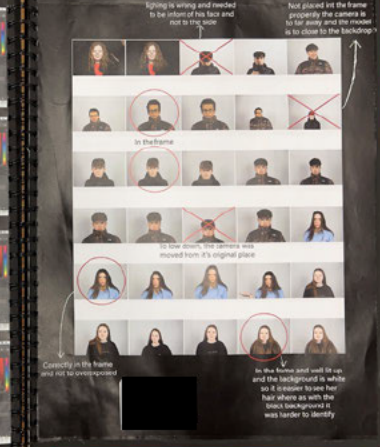 lighing is wrong and needed
to be infornt of his face and
not to the side
Not placed int the frame
properlly the camera is
to far away and the model
is to close to the backdrop
In the frame
To low down, the camera was
moved from it's original place
Correctly in the frame
and not to overexposed
In the frame and well lit up
and the background is white
so it is easier to see her
hair where as with the
black background it
was harder to identify